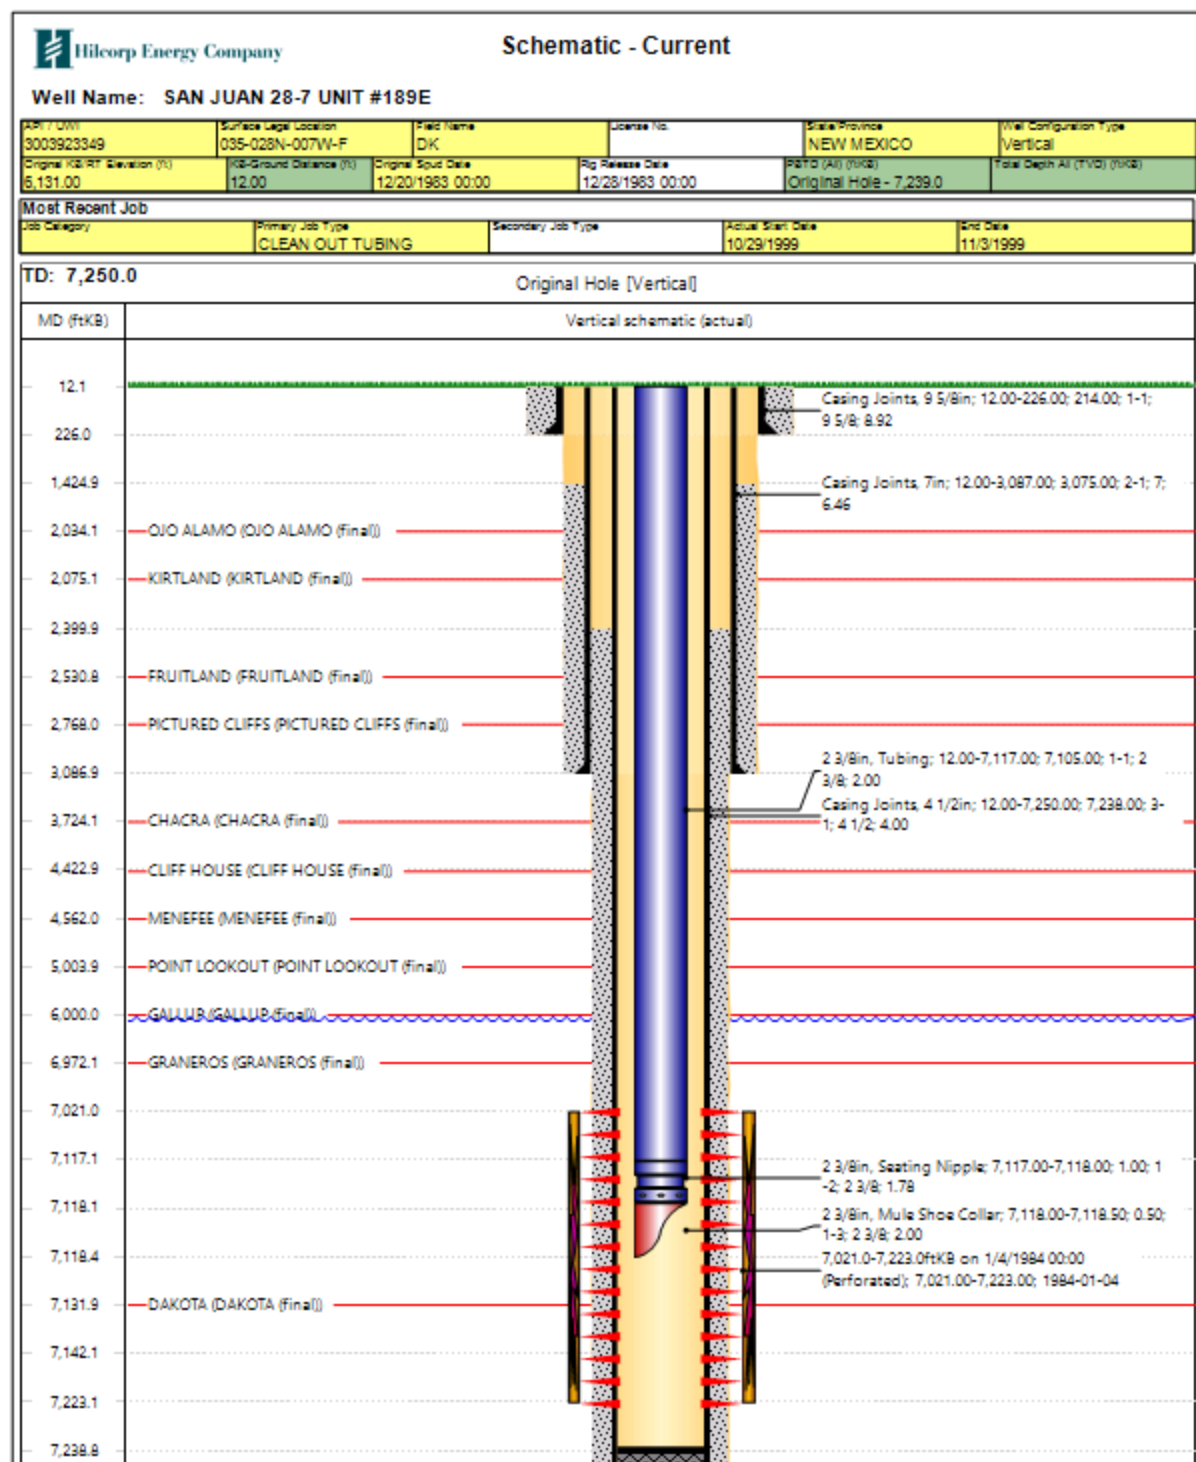 Hilcorp Energy Company
Schematic - Current
Well Name: SAN JUAN 28-7 UNIT #189E
API / UWI
3003923349
Surface Legal Location
035-028N-007W-F
Field Name
DK
License No.
State/Province
NEW MEXICO
Well Configuration Type
Vertical
Original KB/RT Elevation (ft)
6,131.00
KB-Ground Distance (ft)
12.00
Original Spud Date
12/20/1983 00:00
Rig Release Date
12/28/1983 00:00
PBTD (All) (ftKB)
Original Hole - 7,239.0
Total Depth All (TVD) (ftKB)
Most Recent Job
Job Category
Primary Job Type
CLEAN OUT TUBING
Secondary Job Type
Actual Start Date
10/29/1999
End Date
11/3/1999
TD: 7,250.0
Original Hole [Vertical]
MD (ftKB)
Vertical schematic (actual)
12.1
Casing Joints, 9 5/8in; 12.00-226.00; 214.00; 1-1;
9 5/8; 8.92
226.0
1,424.9
Casing Joints, 7in; 12.00-3,087.00; 3,075.00; 2-1; 7;
6.46
2,034.1
OJO ALAMO (OJO ALAMO (final))
2,075.1
KIRTLAND (KIRTLAND (final))
2,399.9
2,530.8
FRUITLAND (FRUITLAND (final))
2,768.0
PICTURED CLIFFS (PICTURED CLIFFS (final))
3,086.9
2 3/8in, Tubing; 12.00-7,117.00; 7,105.00; 1-1; 2
3/8; 2.00
Casing Joints, 4 1/2in; 12.00-7,250.00; 7,238.00; 3-
1; 4 1/2; 4.00
3,724.1
CHACRA (CHACRA (final))
4,422.9
CLIFF HOUSE (CLIFF HOUSE (final))
4,562.0
MENEFEE (MENEFEE (final))
5,003.9
POINT LOOKOUT (POINT LOOKOUT (final))
6,000.0
GALLUP (GALLUP (final))
6,972.1
GRANEROS (GRANEROS (final))
7,021.0
7,117.1
2 3/8in, Seating Nipple; 7,117.00-7,118.00; 1.00; 1
-2; 2 3/8; 1.78
7,118.1
2 3/8in, Mule Shoe Collar; 7,118.00-7,118.50; 0.50;
1-3; 2 3/8; 2.00
7,118.4
7,021.0-7,223.0ftKB on 1/4/1984 00:00
(Perforated); 7,021.00-7,223.00; 1984-01-04
7,131.9
DAKOTA (DAKOTA (final))
7,142.1
7,223.1
7,238.8